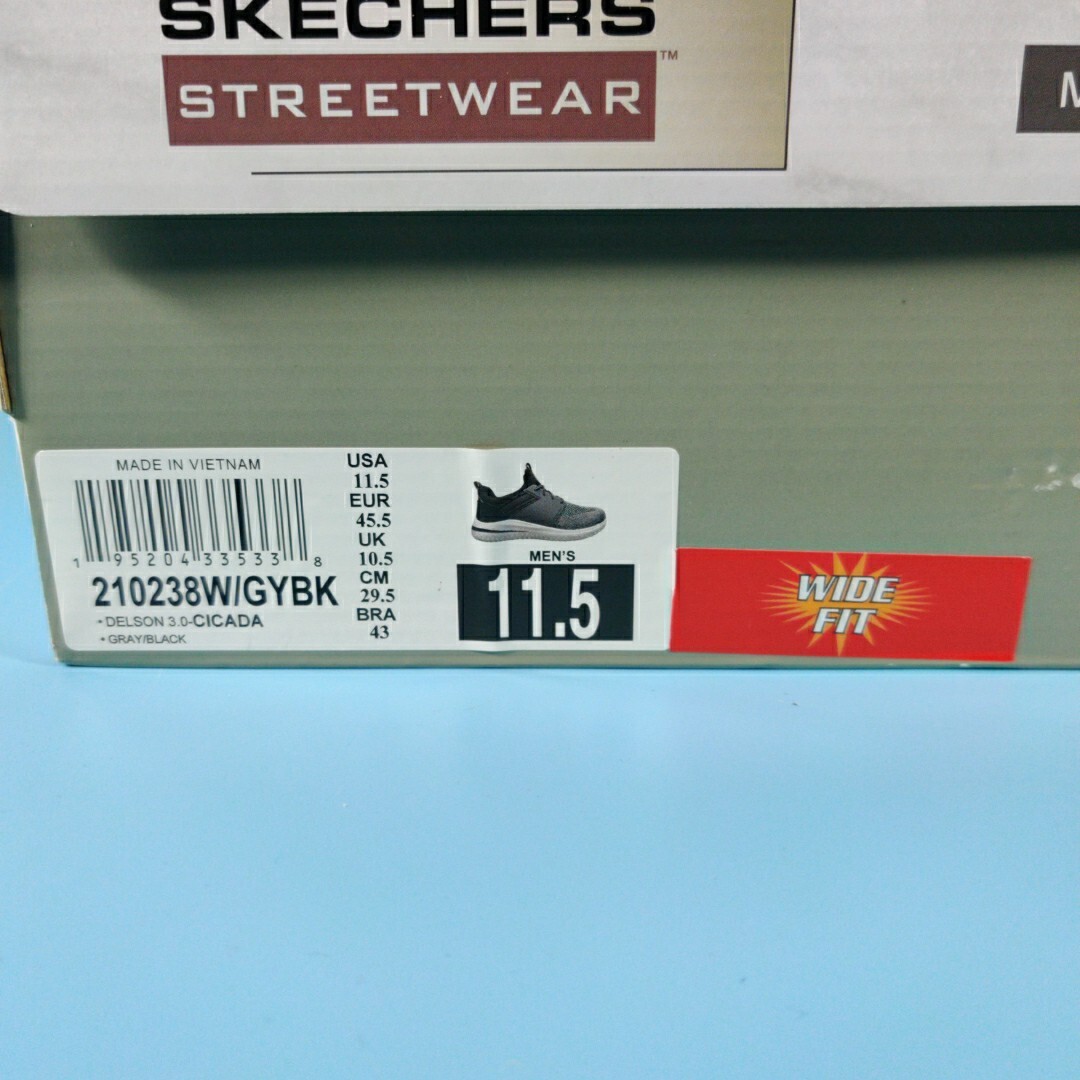 SKECHERS
STREETWEAR™
MADE IN VIETNAM
1 95204 33533 8
210238W/GYBK
• DELSON 3.0-CICADA
• GRAY/BLACK
USA
11.5
EUR
45.5
UK
10.5
CM
29.5
BRA
43
MEN'S
11.5
WIDE
FIT